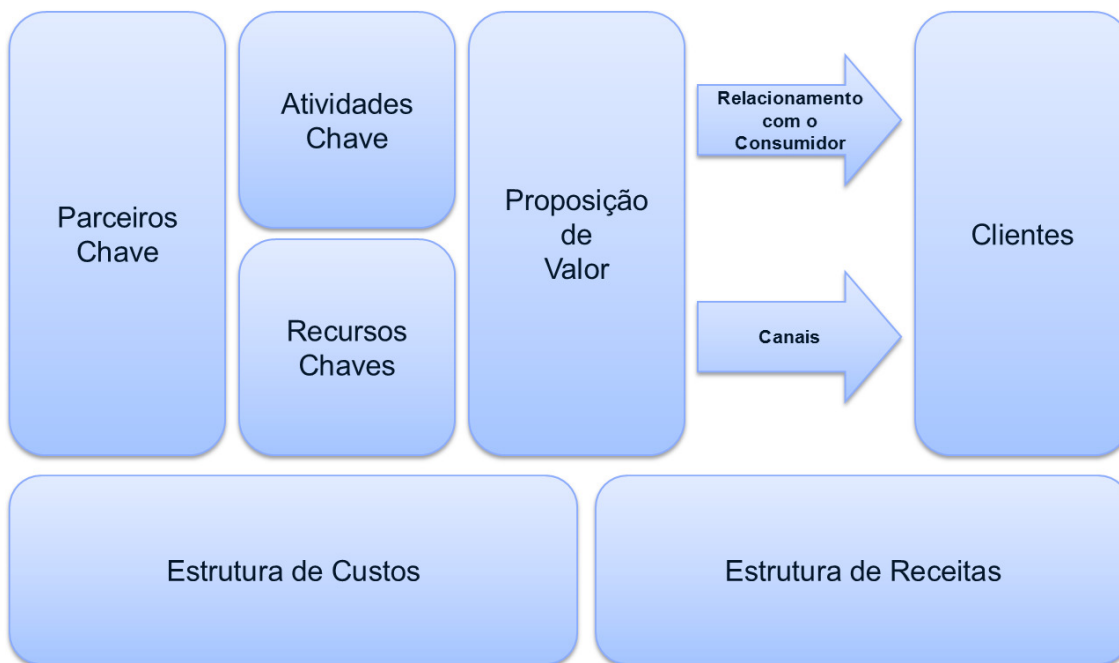 Parceiros
Chave
Atividades
Chave
Recursos
Chaves
Proposição
de
Valor
Relacionamento
com o
Consumidor
Canais
Clientes
Estrutura de Custos
Estrutura de Receitas